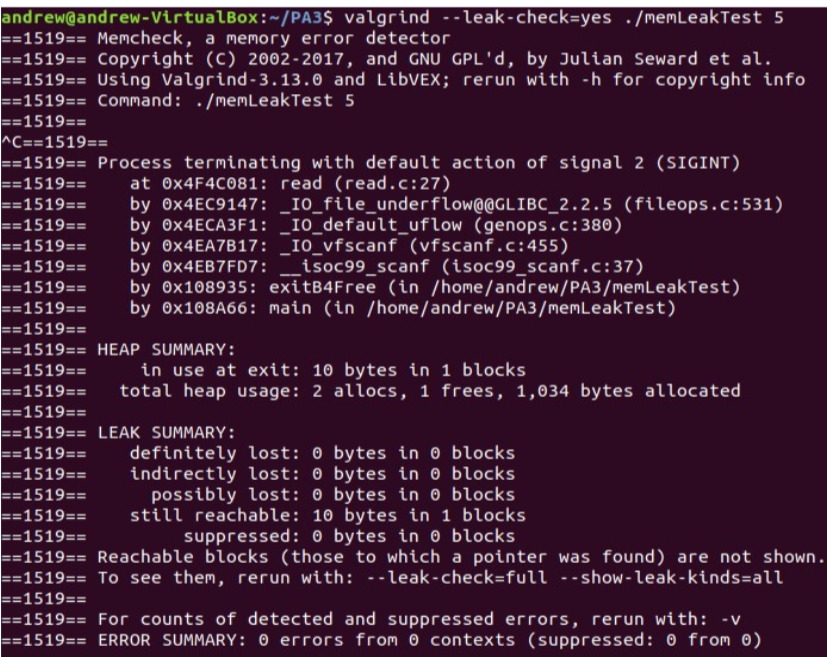 andrew@andrew-VirtualBox:~/PA3$ valgrind --leak-check=yes ./memLeakTest 5
==1519== Memcheck, a memory error detector
==1519== Copyright (C) 2002-2017, and GNU GPL'd, by Julian Seward et al.
==1519== Using Valgrind-3.13.0 and LibVEX; rerun with -h for copyright info
==1519== Command: ./memLeakTest 5
==1519==
^C==1519==
==1519== Process terminating with default action of signal 2 (SIGINT)
==1519==    at 0x4F4C081: read (read.c:27)
==1519==    by 0x4EC9147: _IO_file_underflow@@GLIBC_2.2.5 (fileops.c:531)
==1519==    by 0x4ECA3F1: _IO_default_uflow (genops.c:380)
==1519==    by 0x4EA7B17: _IO_vfscanf (vfscanf.c:455)
==1519==    by 0x4EB7FD7: __isoc99_scanf (isoc99_scanf.c:37)
==1519==    by 0x108935: exitB4Free (in /home/andrew/PA3/memLeakTest)
==1519==    by 0x108A66: main (in /home/andrew/PA3/memLeakTest)
==1519==
==1519== HEAP SUMMARY:
==1519==     in use at exit: 10 bytes in 1 blocks
==1519==   total heap usage: 2 allocs, 1 frees, 1,034 bytes allocated
==1519==
==1519== LEAK SUMMARY:
==1519==    definitely lost: 0 bytes in 0 blocks
==1519==    indirectly lost: 0 bytes in 0 blocks
==1519==      possibly lost: 0 bytes in 0 blocks
==1519==    still reachable: 10 bytes in 1 blocks
==1519==         suppressed: 0 bytes in 0 blocks
==1519== Reachable blocks (those to which a pointer was found) are not shown.
==1519== To see them, rerun with: --leak-check=full --show-leak-kinds=all
==1519==
==1519== For counts of detected and suppressed errors, rerun with: -v
==1519== ERROR SUMMARY: 0 errors from 0 contexts (suppressed: 0 from 0)